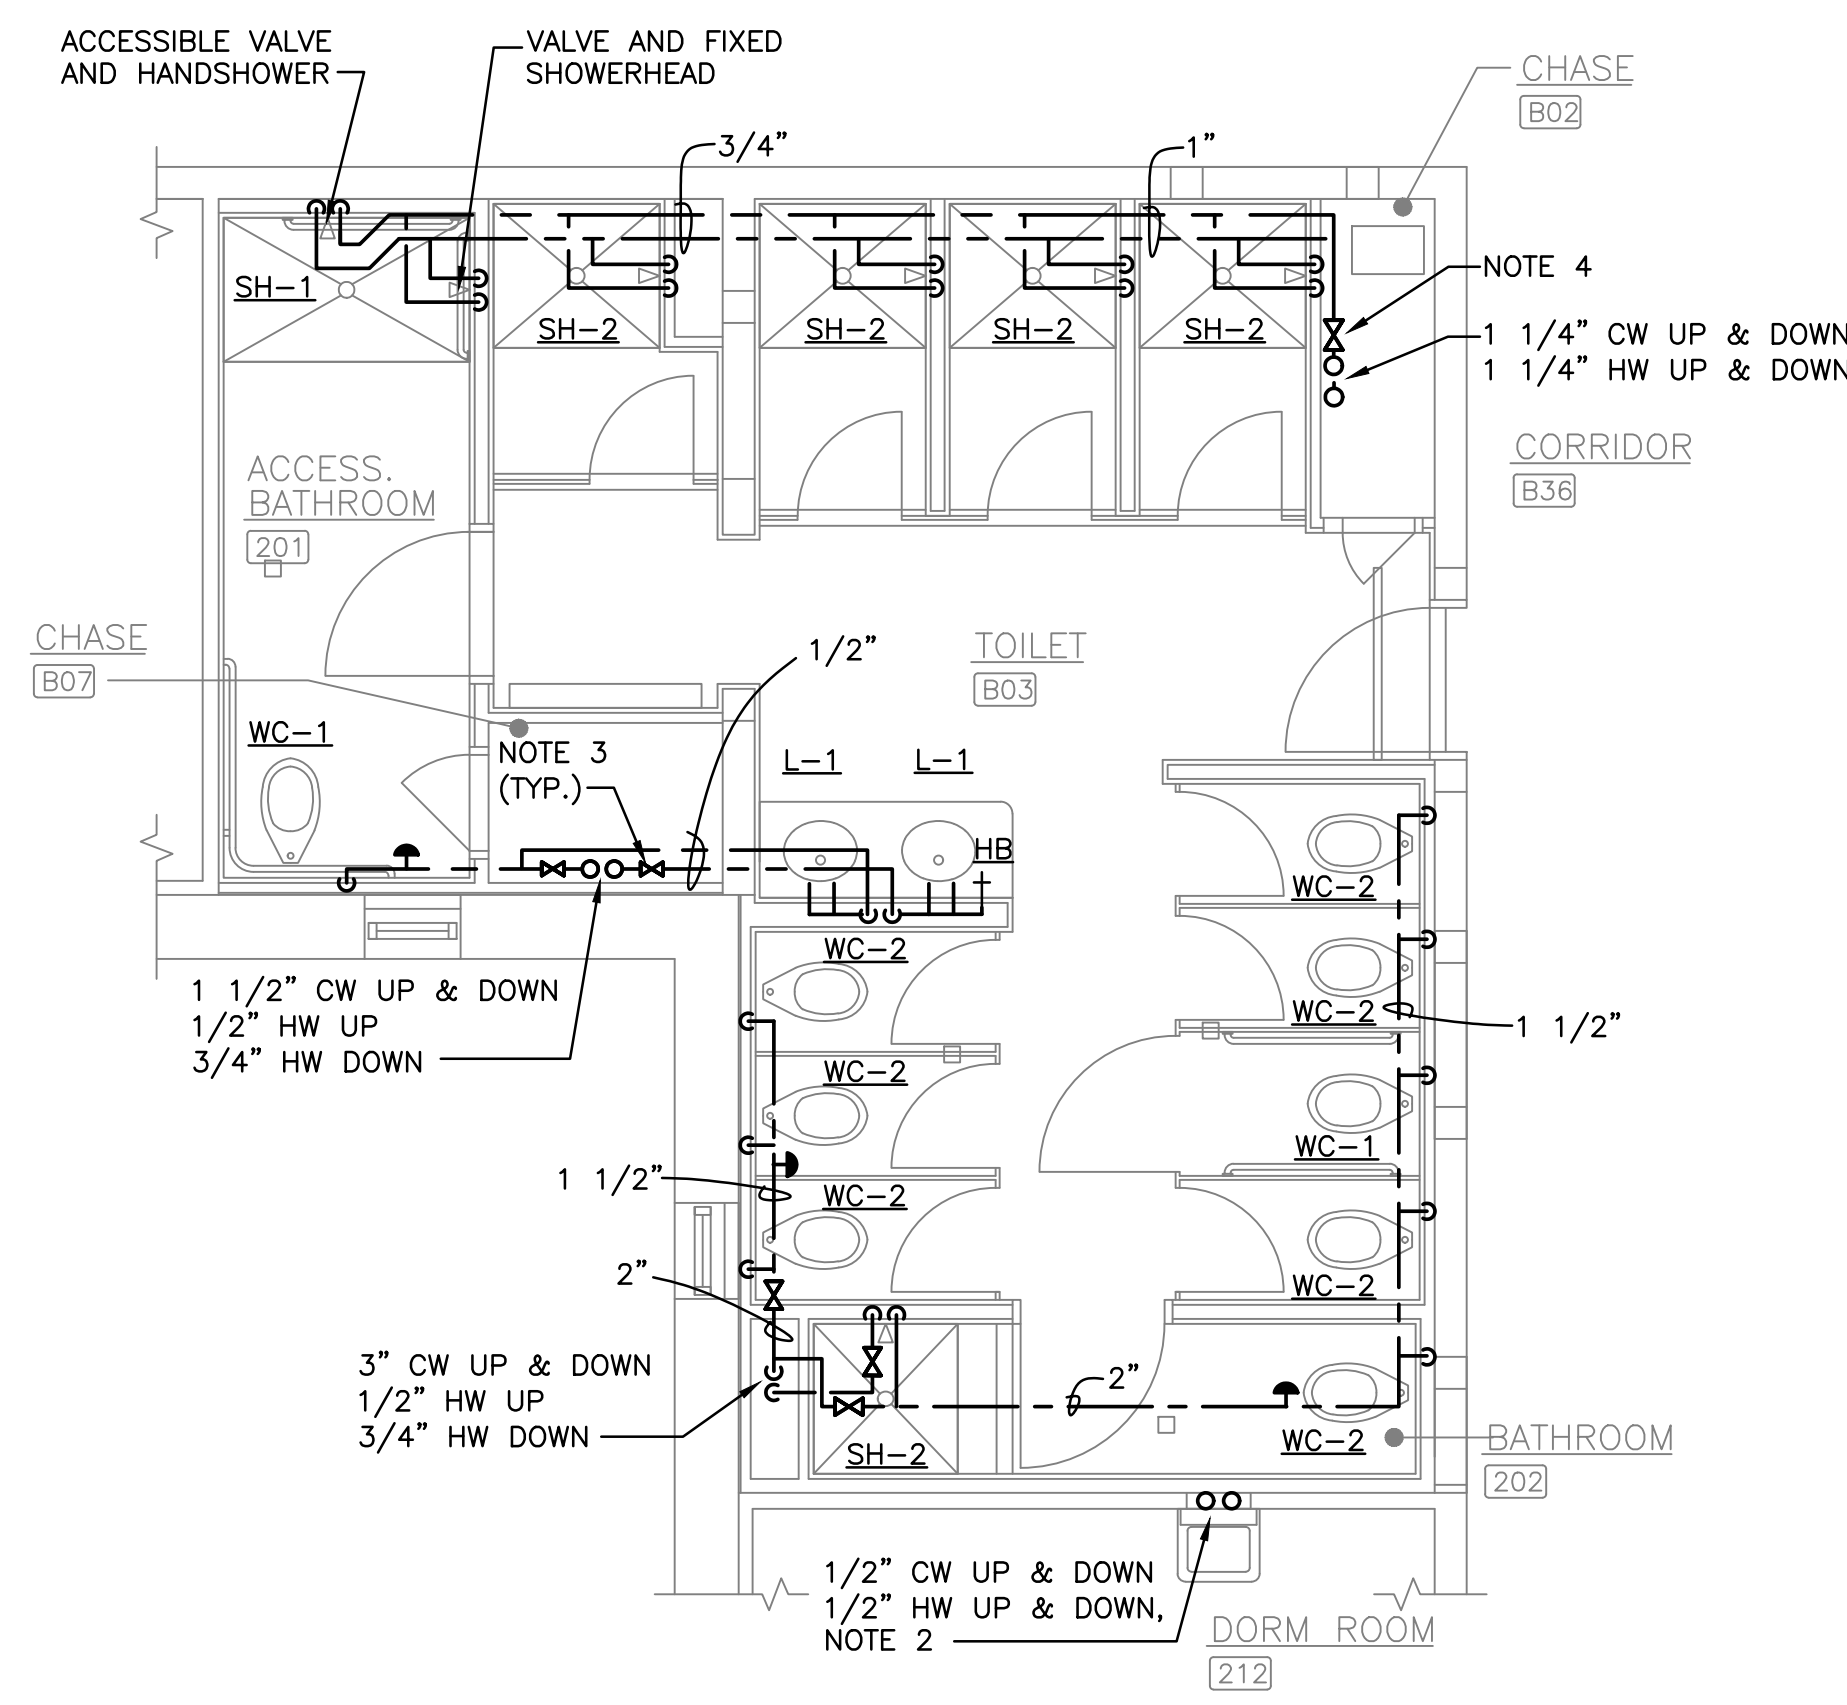 ACCESSIBLE VALVE
AND HANDSHOWER
VALVE AND FIXED
SHOWERHEAD
CHASE
B02
3/4"
1"
SH-1
SH-2
SH-2
SH-2
SH-2
NOTE 4
1 1/4" CW UP & DOWN
1 1/4" HW UP & DOWN
CORRIDOR
B36
ACCESS.
BATHROOM
201
CHASE
B07
1/2"
TOILET
B03
WC-1
NOTE 3
(TYP.)
L-1
L-1
HB
WC-2
WC-2
WC-2
1 1/2" CW UP & DOWN
1/2" HW UP
3/4" HW DOWN
1 1/2"
WC-2
WC-1
1 1/2"
WC-2
2"
WC-2
3" CW UP & DOWN
1/2" HW UP
3/4" HW DOWN
2"
SH-2
WC-2
BATHROOM
202
1/2" CW UP & DOWN
1/2" HW UP & DOWN,
NOTE 2
DORM ROOM
212